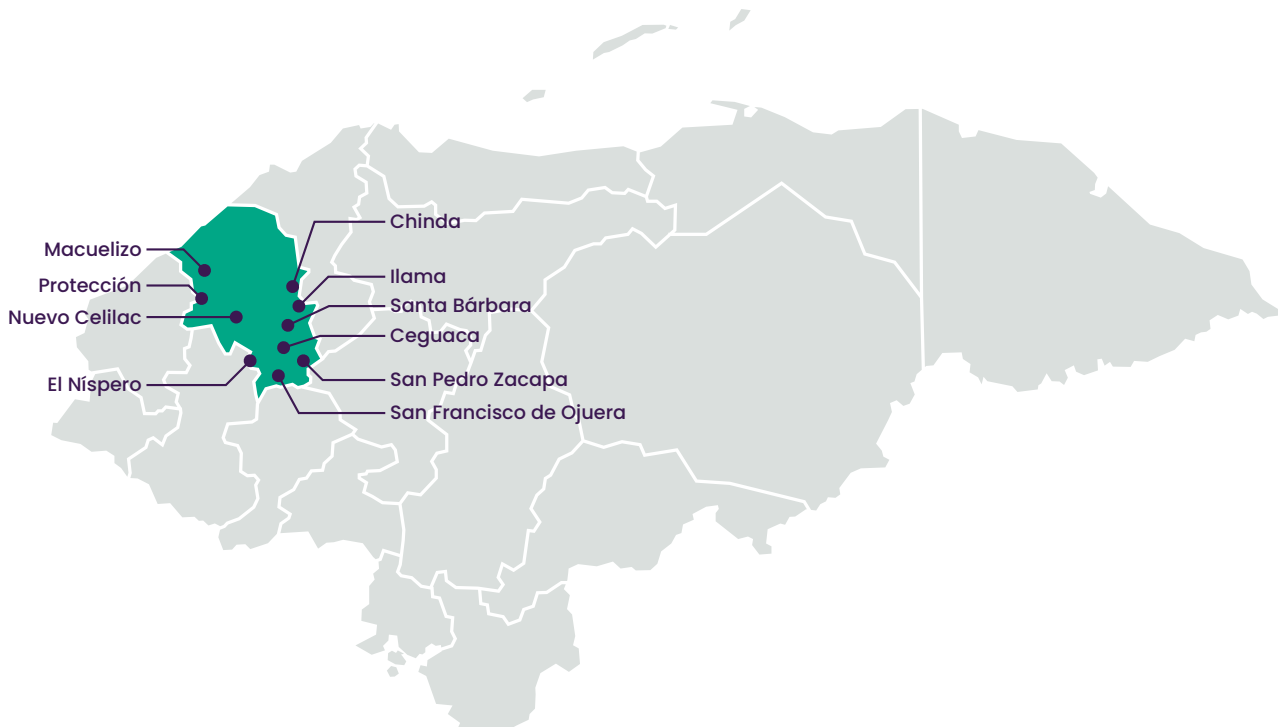 Macuelizo
Protección
Nuevo Celilac
El Níspero
Chinda
Ilama
Santa Bárbara
Ceguaca
San Pedro Zacapa
San Francisco de Ojuera